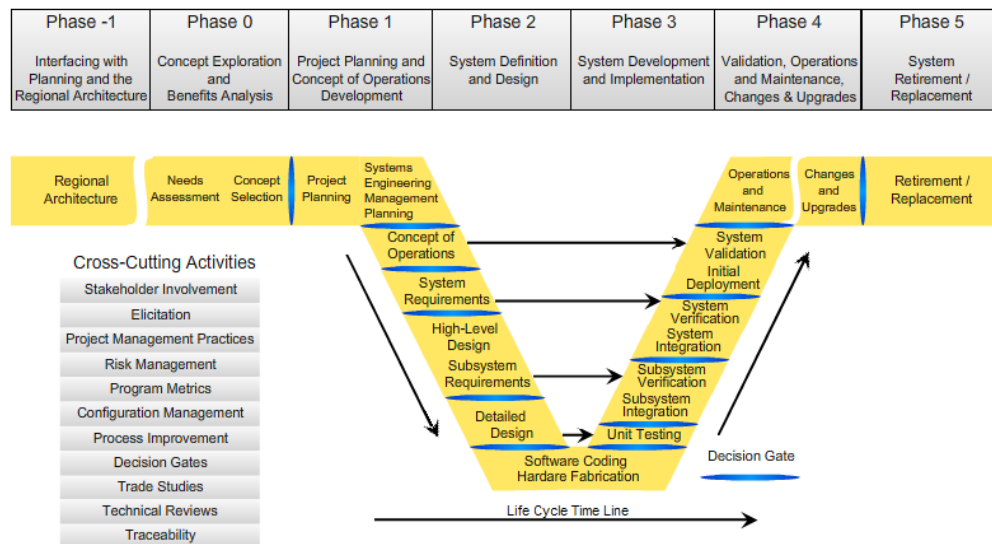 Phase -1
Interfacing with
Planning and the
Regional Architecture
Phase 0
Concept Exploration
and
Benefits Analysis
Phase 1
Project Planning and
Concept of Operations
Development
Phase 2
System Definition
and Design
Phase 3
System Development
and Implementation
Phase 4
Validation, Operations
and Maintenance,
Changes & Upgrades
Phase 5
System
Retirement /
Replacement
Regional
Architecture
Needs
Assessment
Concept
Selection
Project
Planning
Systems
Engineering
Management
Planning
Concept of
Operations
System
Requirements
High-Level
Design
Subsystem
Requirements
Detailed
Design
Software Coding
Hardare Fabrication
Unit Testing
Subsystem
Integration
Subsystem
Verification
System
Integration
System
Verification
Initial
Deployment
System
Validation
Operations
and
Maintenance
Changes
and
Upgrades
Retirement /
Replacement
Cross-Cutting Activities
Stakeholder Involvement
Elicitation
Project Management Practices
Risk Management
Program Metrics
Configuration Management
Process Improvement
Decision Gates
Trade Studies
Technical Reviews
Traceability
Decision Gate
Life Cycle Time Line